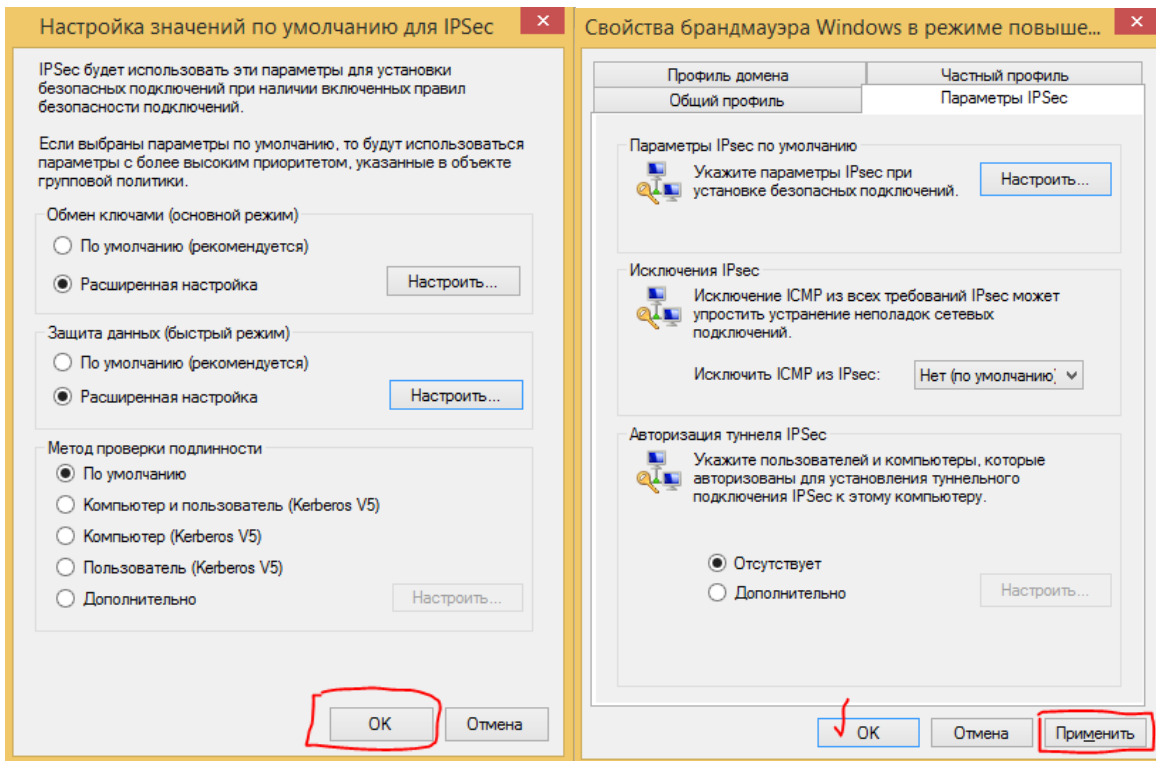 Настройка значений по умолчанию для IPSec
IPSec будет использовать эти параметры для установки
безопасных подключений при наличии включенных правил
безопасности подключений.
Если выбраны параметры по умолчанию, то будут использоваться
параметры с более высоким приоритетом, указанные в объекте
групповой политики.
Обмен ключами (основной режим)
По умолчанию (рекомендуется)
Расширенная настройка
Настроить...
Защита данных (быстрый режим)
По умолчанию (рекомендуется)
Расширенная настройка
Настроить...
Метод проверки подлинности
По умолчанию
Компьютер и пользователь (Kerberos V5)
Компьютер (Kerberos V5)
Пользователь (Kerberos V5)
Дополнительно
Настроить...
OK
Отмена
Свойства брандмауэра Windows в режиме повыше...
Профиль домена
Частный профиль
Общий профиль
Параметры IPSec
Параметры IPsec по умолчанию
Укажите параметры IPsec при
установке безопасных подключений.
Настроить...
Исключения IPsec
Исключение ICMP из всех требований IPsec может
упростить устранение неполадок сетевых
подключений.
Исключить ICMP из IPsec:
Нет (по умолчанию)
Авторизация туннеля IPSec
Укажите пользователей и компьютеры, которые
авторизованы для установления туннельного
подключения IPSec к этому компьютеру.
Отсутствует
Дополнительно
Настроить...
OK
Отмена
Применить